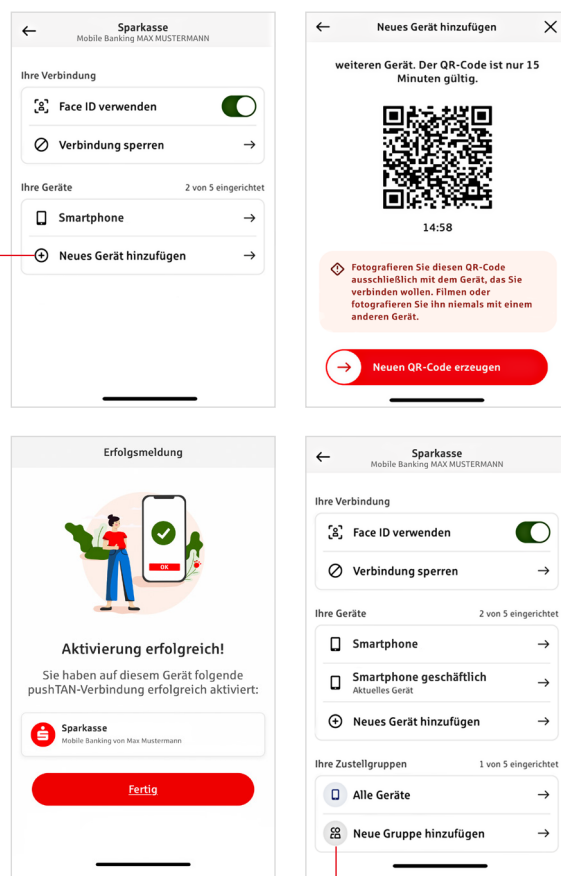 Sparkasse
Mobile Banking MAX MUSTERMANN
Ihre Verbindung
Face ID verwenden
Verbindung sperren
Ihre Geräte 2 von 5 eingerichtet
Smartphone
Neues Gerät hinzufügen
Neues Gerät hinzufügen
weiteren Gerät. Der QR-Code ist nur 15
Minuten gültig.
14:58
Fotografieren Sie diesen QR-Code
ausschließlich mit dem Gerät, das Sie
verbinden wollen. Filmen oder
fotografieren Sie ihn niemals mit einem
anderen Gerät.
Neuen QR-Code erzeugen
Erfolgsmeldung
OK
Aktivierung erfolgreich!
Sie haben auf diesem Gerät folgende
pushTAN-Verbindung erfolgreich aktiviert:
Sparkasse
Mobile Banking von Max Mustermann
Fertig
Sparkasse
Mobile Banking MAX MUSTERMANN
Ihre Verbindung
Face ID verwenden
Verbindung sperren
Ihre Geräte 2 von 5 eingerichtet
Smartphone
Smartphone geschäftlich
Aktuelles Gerät
Neues Gerät hinzufügen
Ihre Zustellgruppen 1 von 5 eingerichtet
Alle Geräte
Neue Gruppe hinzufügen